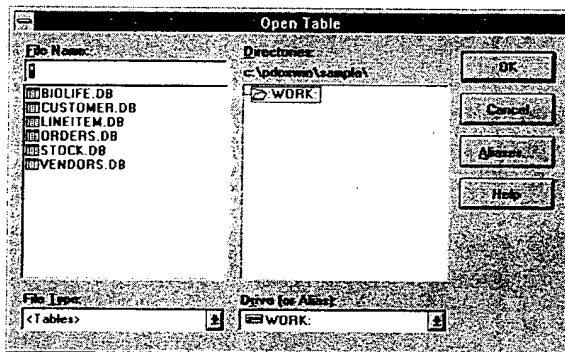 Open Table
File Name:
BIOLIFE.DB
CUSTOMER.DB
LINEITEM.DB
ORDERS.DB
STOCK.DB
VENDORS.DB
File Type:
<Tables>
Directories:
c:\pdoxwin\sample\
:WORK:
Drive (or Alias):
:WORK:
OK
Cancel
Aliases...
Help